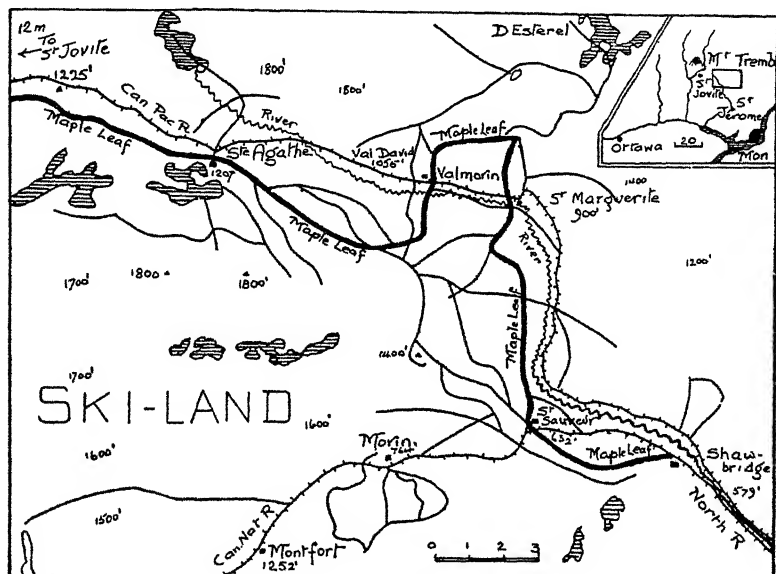 12m
To
← St Jovite
1225'
Can Pac R
Maple Leaf
1800'
River
1800'
D Esterel
Mt Tremb
St Jovite
St Jerome
Ottawa
20
Mon
Ste Agathe
1207
Val David
1056'
Maple Leaf
Valmorin
1400
St Marguerite
900'
Maple Leaf
River
1200'
1700'
1800
1800'
Maple Leaf
1400'
1700'
SKI-LAND
1600'
1600'
St Sauveur
632'
Morin
764'
Maple Leaf
Shaw-
bridge
579'
North R
1500'
Can Nat R
Montfort
1252'
0 1 2 3